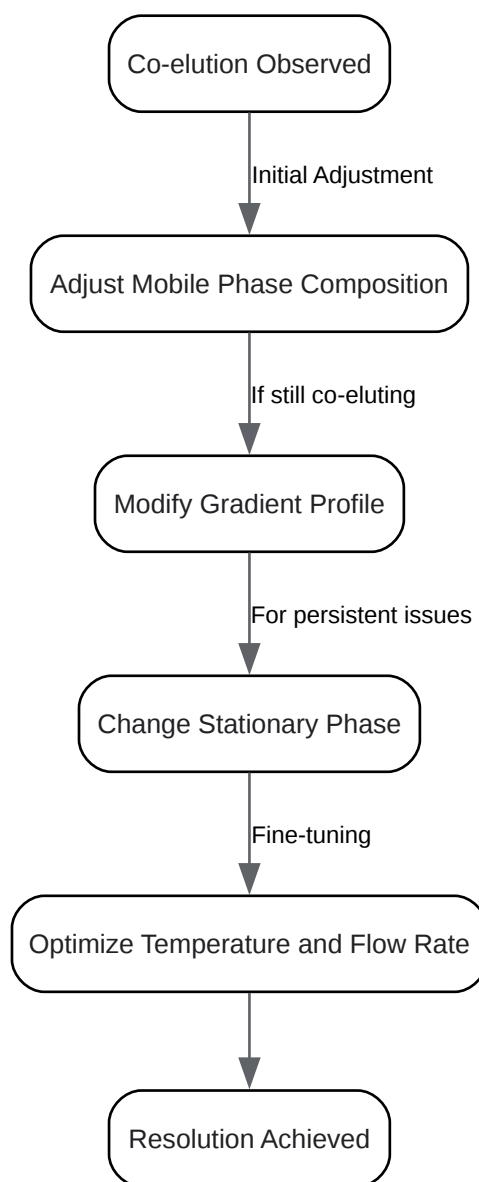 Co-elution Observed
Initial Adjustment
Adjust Mobile Phase Composition
If still co-eluting
Modify Gradient Profile
For persistent issues
Change Stationary Phase
Fine-tuning
Optimize Temperature and Flow Rate
Resolution Achieved